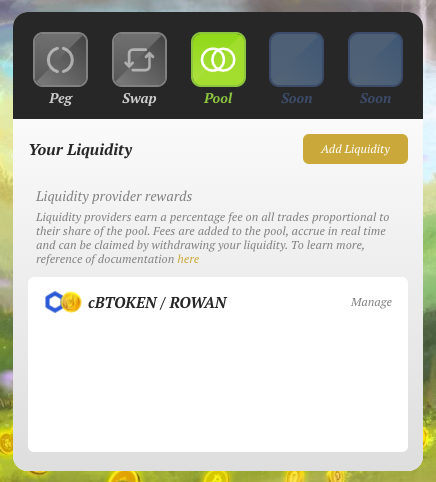 Peg Swap Pool Soon Soon
Your Liquidity Add Liquidity
Liquidity provider rewards
Liquidity providers earn a percentage fee on all trades proportional to
their share of the pool. Fees are added to the pool, accrue in real time
and can be claimed by withdrawing your liquidity. To learn more,
reference of documentation here
cBTOKEN / ROWAN Manage